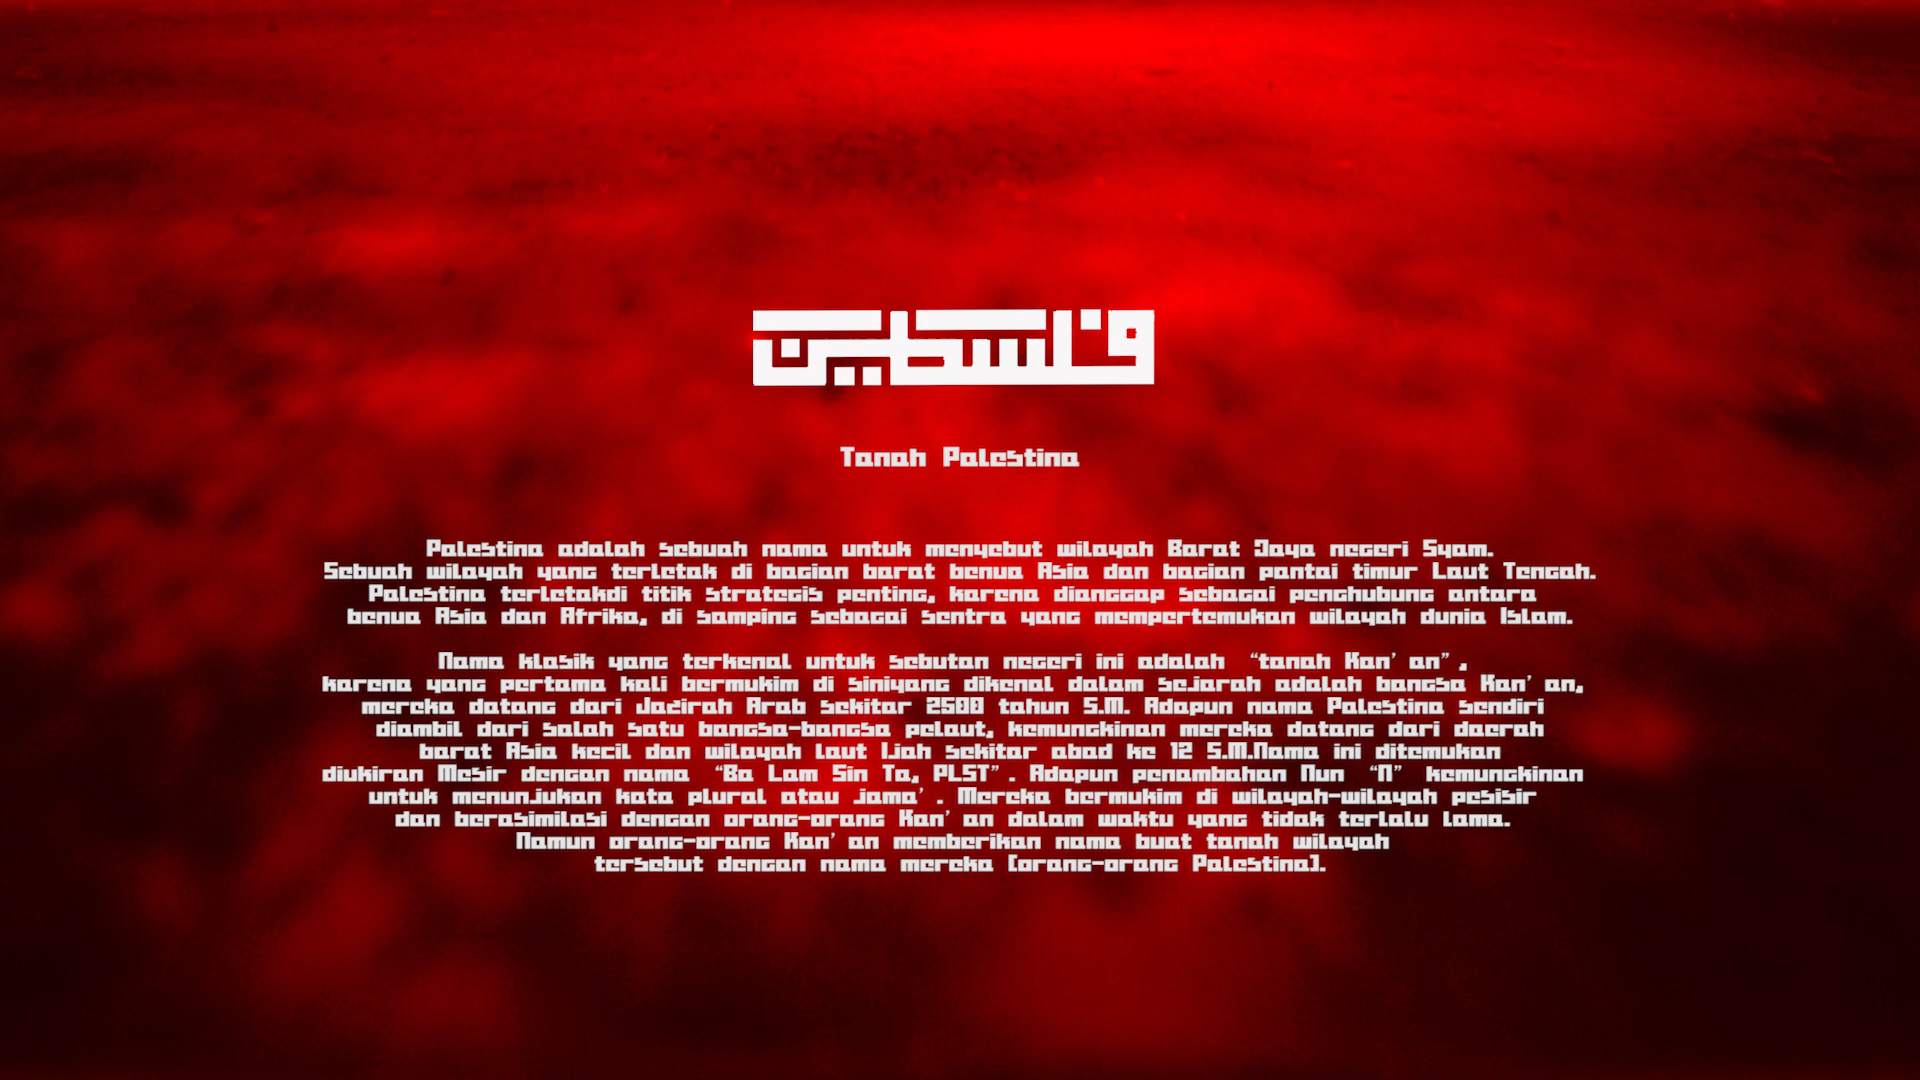 فلسطين
Tanah Palestina
Palestina adalah sebuah nama untuk menyebut wilayah Barat Jaya negeri Syam.
Sebuah wilayah yang terletak di bagian barat benua Asia dan bagian pantai timur Laut Tengah.
Palestina terletakdi titik strategis penting, karena dianggap sebagai penghubung antara
benua Asia dan Afrika, di samping sebagai sentra yang mempertemukan wilayah dunia Islam.
Nama klasik yang terkenal untuk sebutan negeri ini adalah “tanah Kan’an”,
karena yang pertama kali bermukim di siniyang dikenal dalam sejarah adalah bangsa Kan’an,
mereka datang dari Jazirah Arab sekitar 2500 tahun S.M. Adapun nama Palestina sendiri
diambil dari salah satu bangsa-bangsa pelaut, kemungkinan mereka datang dari daerah
barat Asia kecil dan wilayah laut Ijah sekitar abad ke 12 S.M.Nama ini ditemukan
diukiran Mesir dengan nama “Ba Lam Sin Ta, PLST”. Adapun penambahan Nun “N” kemungkinan
untuk menunjukan kata plural atau jama’. Mereka bermukim di wilayah-wilayah pesisir
dan berasimilasi dengan orang-orang Kan’an dalam waktu yang tidak terlalu lama.
Namun orang-orang Kan’an memberikan nama buat tanah wilayah
tersebut dengan nama mereka (orang-orang Palestina).